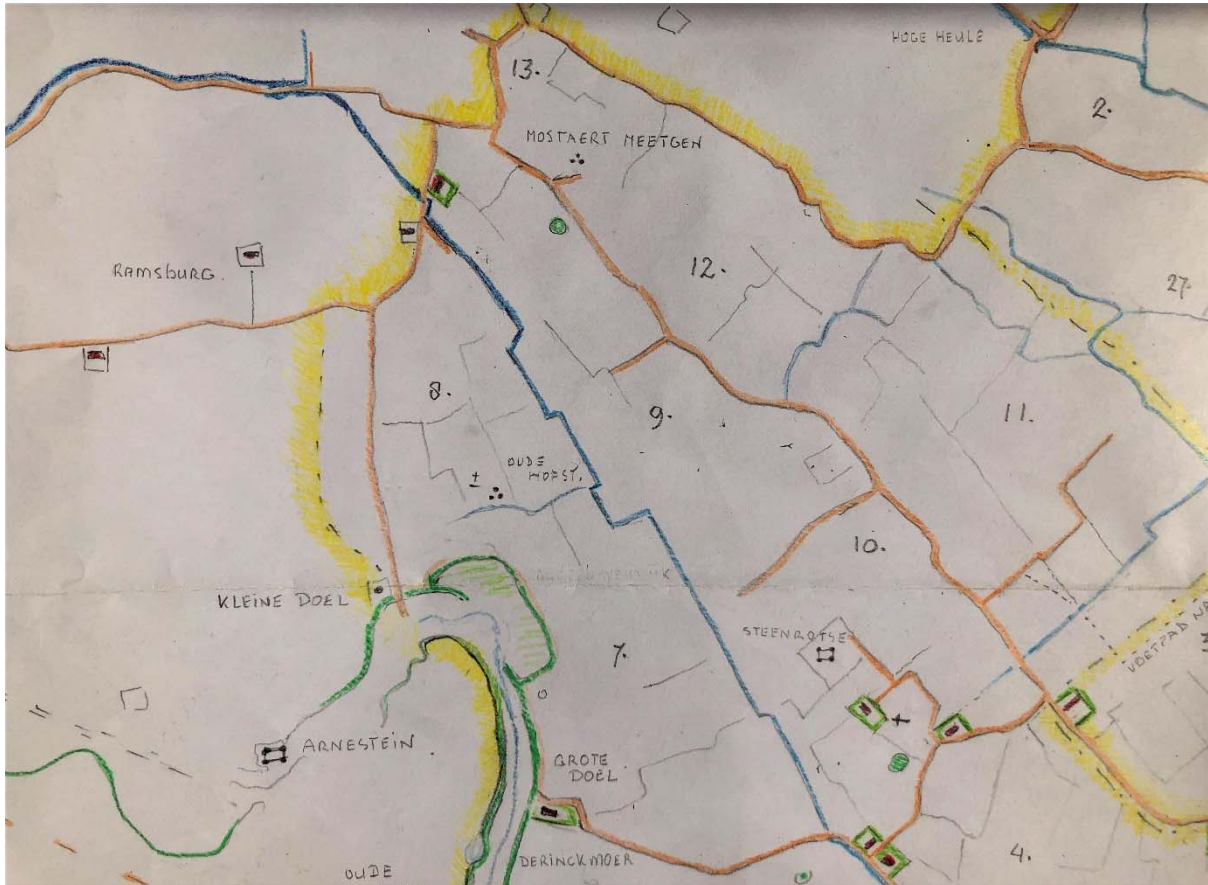 HOGE HEULE
13.
2.
MOSTAERT MEETGEN
RAMSBURG.
12.
27.
8.
9.
11.
OUDE
HOFST.
±
10.
KLEINE DOEL
STEENROTSE
7.
VOETPAD
ARNESTEIN.
GROTE
DOEL
DERINCKMOER
OUDE
4.